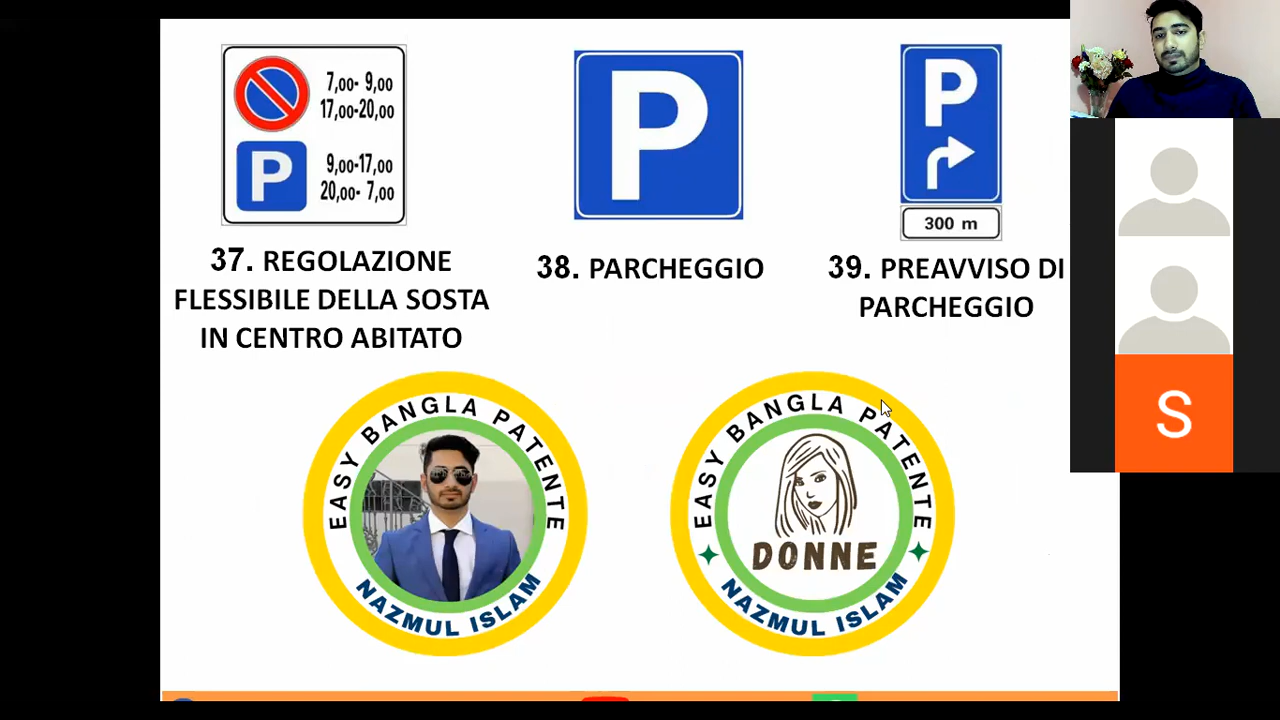 7,00- 9,00
17,00-20,00
P
9,00-17,00
20,00- 7,00
37. REGOLAZIONE
FLESSIBILE DELLA SOSTA
IN CENTRO ABITATO
P
38. PARCHEGGIO
P
300 m
39. PREAVVISO DI
PARCHEGGIO
EASY BANGLA PATENTE
NAZMUL ISLAM
EASY BANGLA PATENTE
DONNE
NAZMUL ISLAM
S